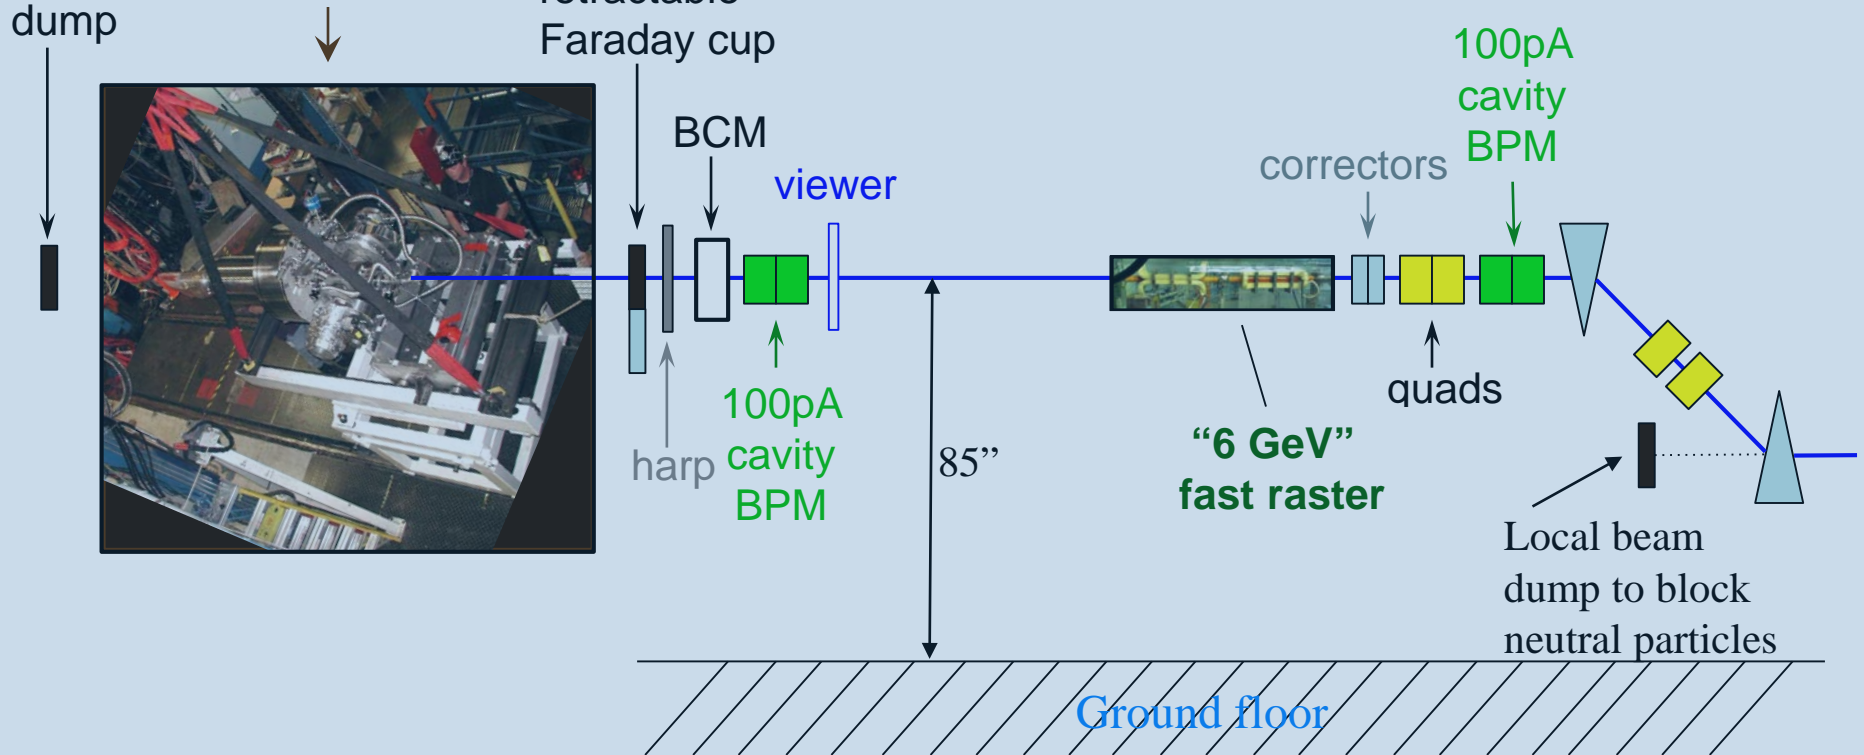 dump
Faraday cup
BCM
viewer
100pA
cavity
BPM
correctors
100pA
cavity
BPM
harp
85”
“6 GeV”
fast raster
quads
Local beam
dump to block
neutral particles
Ground floor